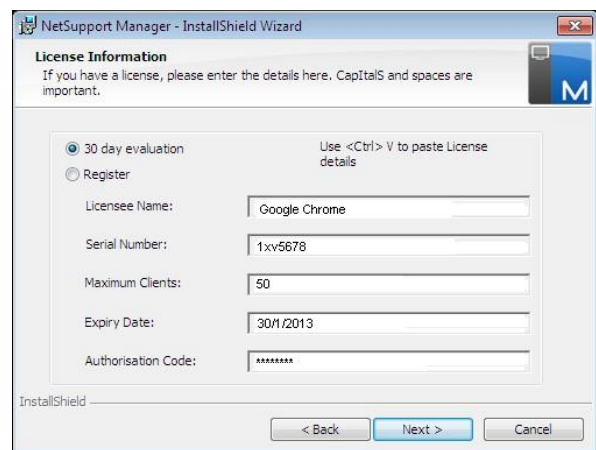 NetSupport Manager - InstallShield Wizard
License Information
If you have a license, please enter the details here. CapItalS and spaces are
important.
M
30 day evaluation
Use <Ctrl> V to paste License
details
Register
Licensee Name: Google Chrome
Serial Number: 1xv5678
Maximum Clients: 50
Expiry Date: 30/1/2013
Authorisation Code: ********
InstallShield
< Back Next > Cancel